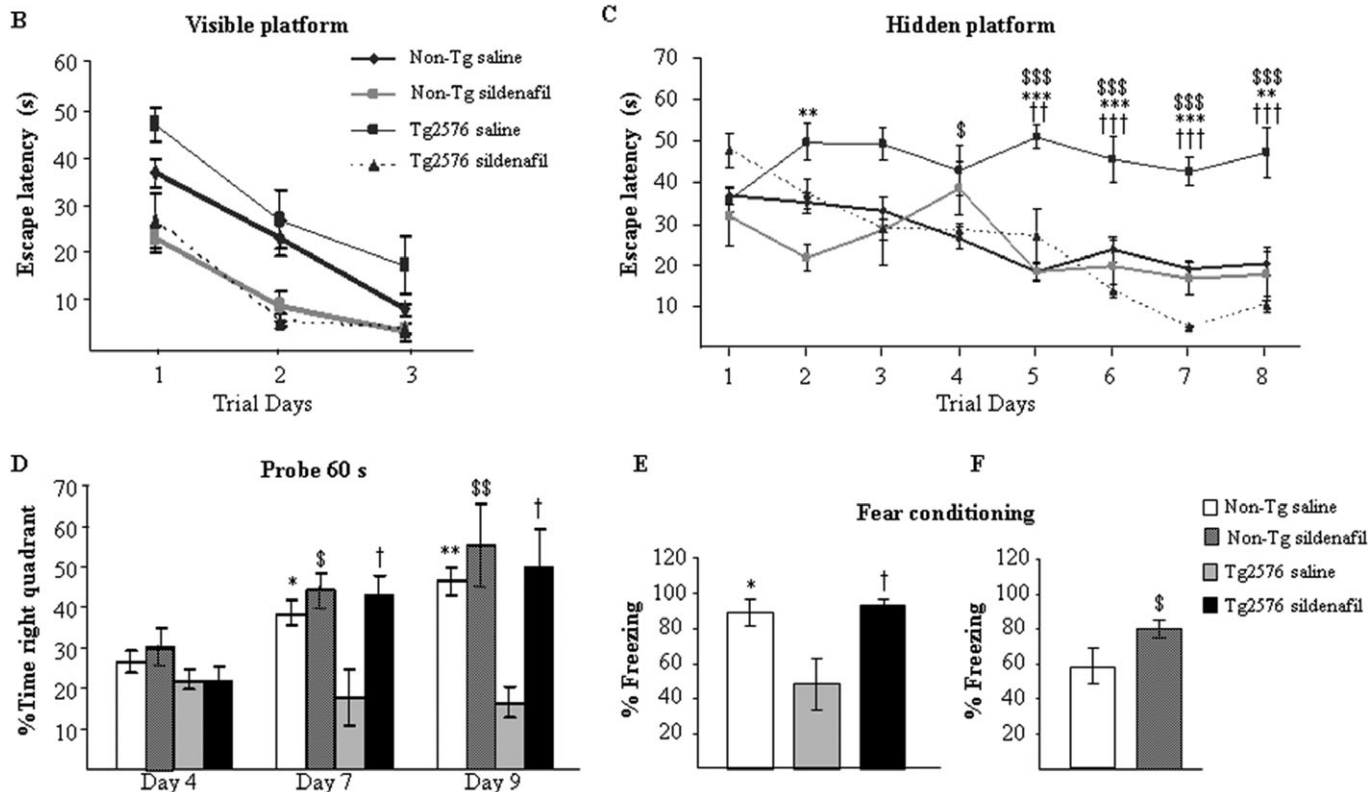 B
Visible platform
Escape latency (s)
60
50
40
30
20
10
1 2 3
Trial Days
Non-Tg saline
Non-Tg sildenafil
Tg2576 saline
Tg2576 sildenafil
C
Hidden platform
Escape latency (s)
70
60
50
40
30
20
10
** $
$$$ $$$ $$$ $$$
*** *** *** **
†† ††† ††† †††
1 2 3 4 5 6 7 8
Trial Days
D
Probe 60 s
%Time right quadrant
70
60
50
40
30
20
10
* $ †
** $$ †
Day 4 Day 7 Day 9
E
F
Fear conditioning
% Freezing
120
100
80
60
40
20
* †
% Freezing
120
100
80
60
40
20
$
Non-Tg saline
Non-Tg sildenafil
Tg2576 saline
Tg2576 sildenafil